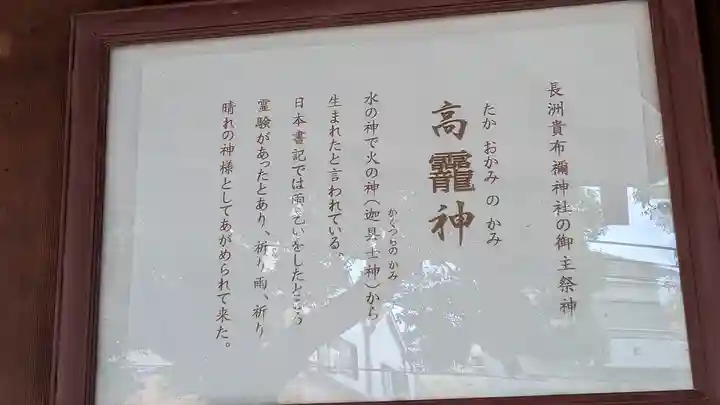 長洲貴布禰神社の御主祭神
たか おかみ の かみ
高龗神
水の神で火の神(迦具士神)から
かぐつちの かみ
生まれたと言われている。
日本書記では雨乞いをしたところ
霊験があったとあり、祈り雨、祈り
晴れの神様としてあがめられて来た。